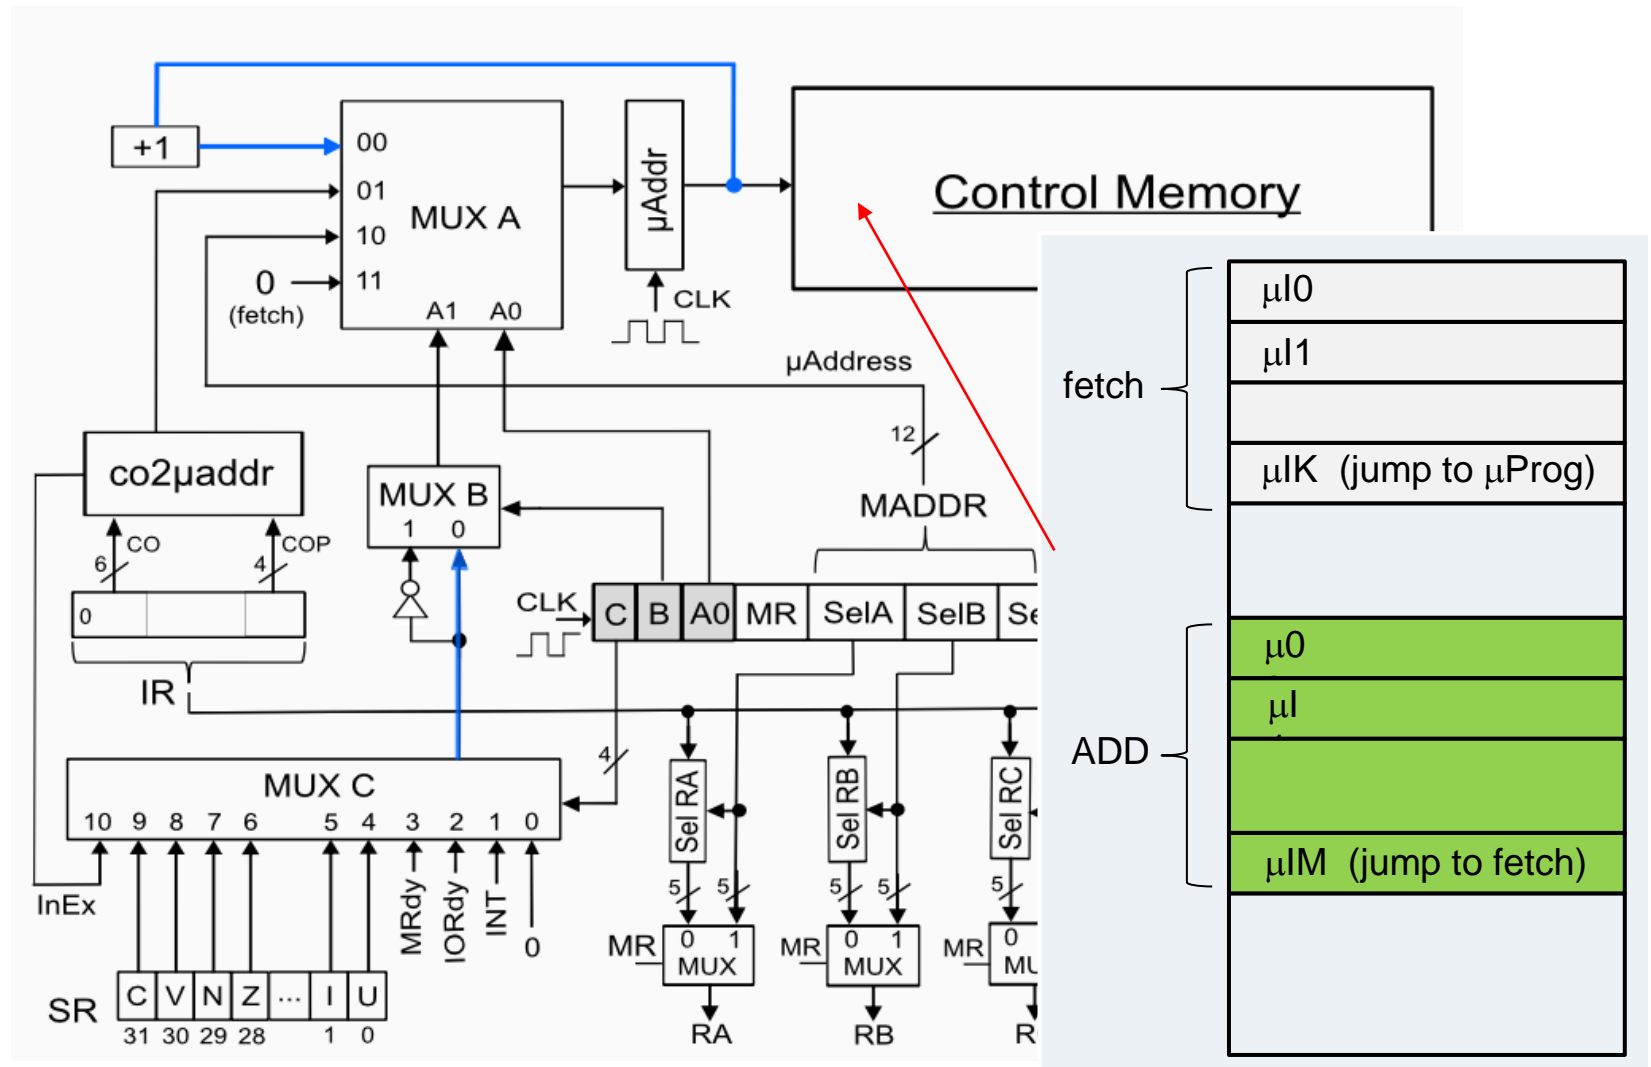 +1
00
01
10
11
MUX A
A1 A0
0
(fetch)
µAddr
CLK
Control Memory
µAddress
12
MADDR
co2µaddr
CO
COP
6
4
0
IR
MUX B
1 0
CLK
C B A0 MR SelA SelB Se
4
MUX C
10 9 8 7 6 5 4 3 2 1 0
InEx
MRdy
IORdy
INT
0
SR
C V N Z ... I U
31 30 29 28 1 0
Sel RA
Sel RB
Sel RC
5 5 5 5 5
MR 0 1 MUX
MR 0 1 MUX
MR 0 MU
RA
RB
R
fetch
µI0
µI1
µIK (jump to µProg)
ADD
µ0
µI
µIM (jump to fetch)